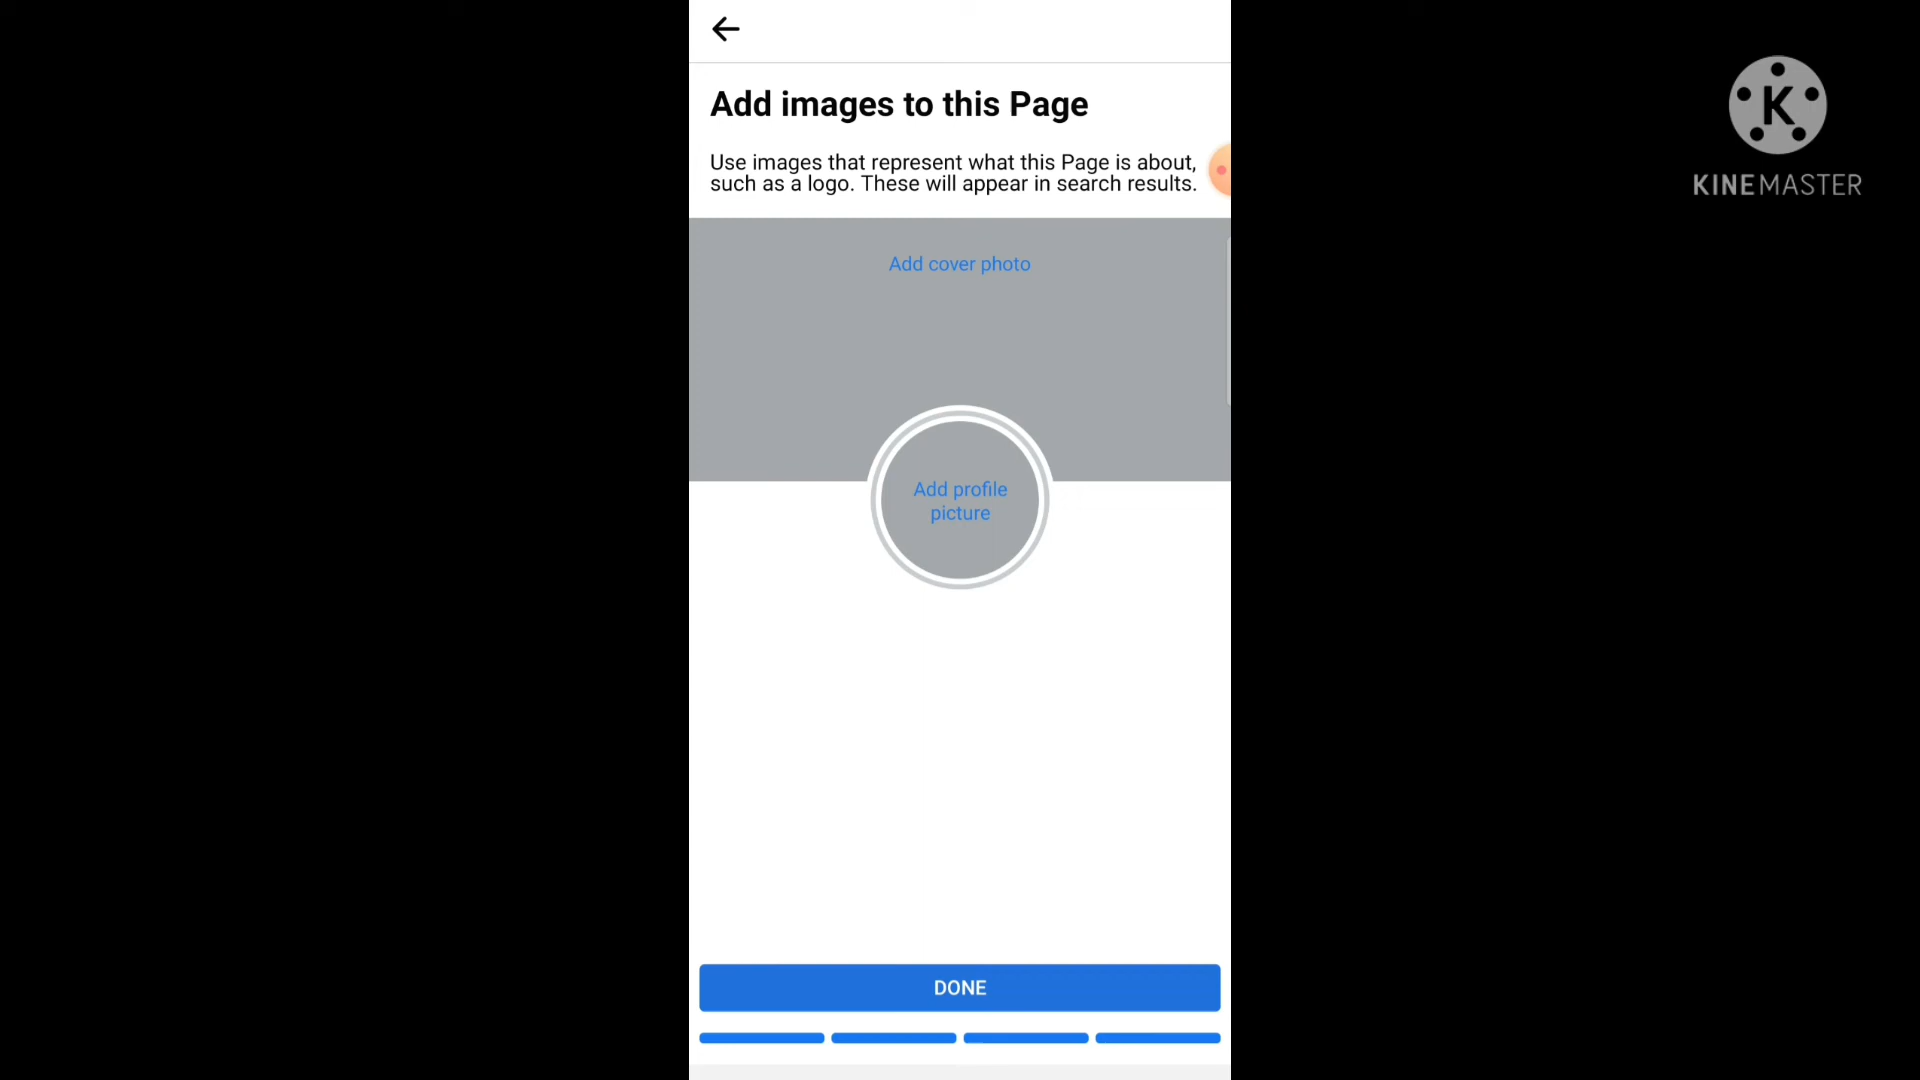 Add images to this Page
Use images that represent what this Page is about,
such as a logo. These will appear in search results.
Add cover photo
Add profile
picture
DONE
K
KINEMASTER